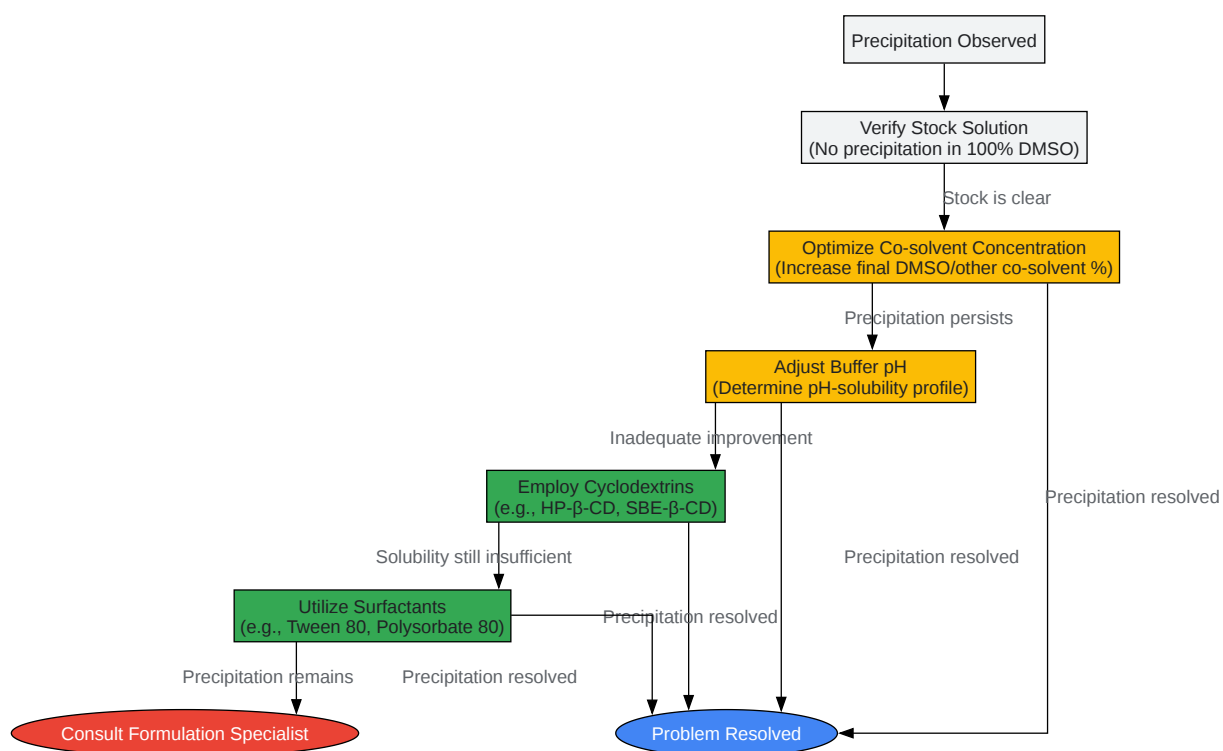 Precipitation Observed
Verify Stock Solution
(No precipitation in 100% DMSO)
Stock is clear
Optimize Co-solvent Concentration
(Increase final DMSO/other co-solvent %)
Precipitation persists
Adjust Buffer pH
(Determine pH-solubility profile)
Inadequate improvement
Employ Cyclodextrins
(e.g., HP-β-CD, SBE-β-CD)
Precipitation resolved
Solubility still insufficient
Precipitation resolved
Utilize Surfactants
(e.g., Tween 80, Polysorbate 80)
Precipitation resolved
Precipitation remains
Precipitation resolved
Consult Formulation Specialist
Problem Resolved